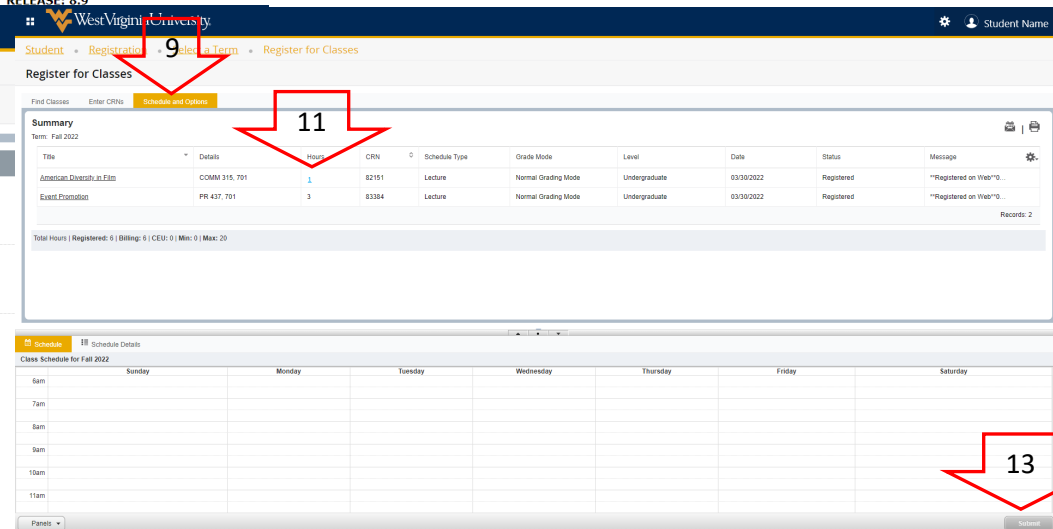 RELEASE: 8.9
West Virginia University.
Student Name
Student • Registration • Select a Term • Register for Classes
9
Register for Classes
Find Classes Enter CRNs Schedule and Options
11
Summary
Term: Fall 2022
Title Details Hours CRN Schedule Type Grade Mode Level Date Status Message
American Diversity in Film COMM 315, 701 1 82151 Lecture Normal Grading Mode Undergraduate 03/30/2022 Registered **Registered on Web**0...
Event Promotion PR 437, 701 3 83384 Lecture Normal Grading Mode Undergraduate 03/30/2022 Registered **Registered on Web**0...
Records: 2
Total Hours | Registered: 6 | Billing: 6 | CEU: 0 | Min: 0 | Max: 20
Schedule Schedule Details
Class Schedule for Fall 2022
Sunday Monday Tuesday Wednesday Thursday Friday Saturday
6am
7am
8am
9am
10am
11am
13
Panels Submit